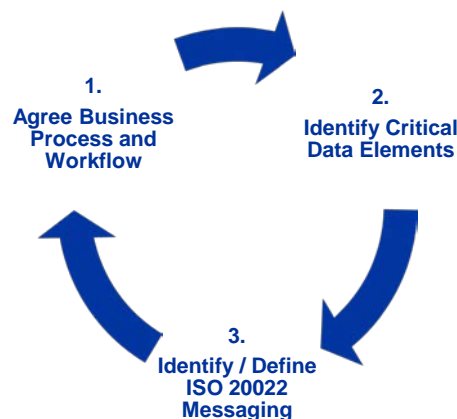 1.
Agree Business
Process and
Workflow
2.
Identify Critical
Data Elements
3.
Identify / Define
ISO 20022
Messaging